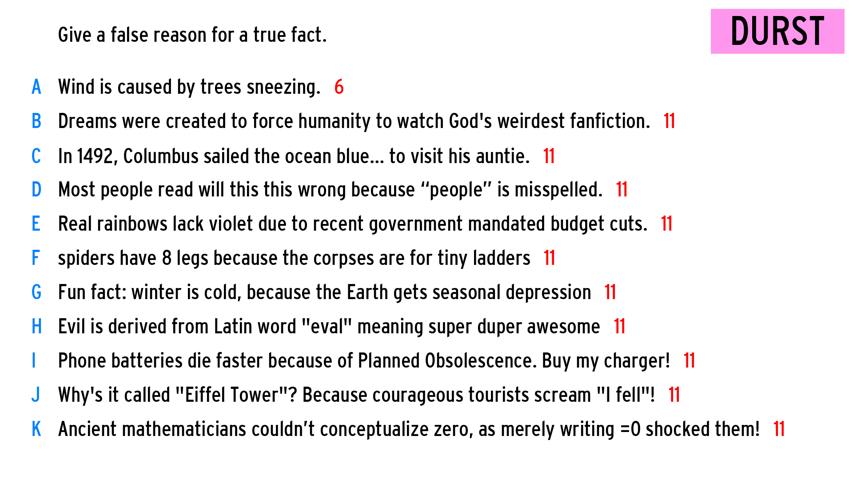 Give a false reason for a true fact.
DURST
A Wind is caused by trees sneezing. 6
B Dreams were created to force humanity to watch God's weirdest fanfiction. 11
C In 1492, Columbus sailed the ocean blue... to visit his auntie. 11
D Most people read will this this wrong because “people” is misspelled. 11
E Real rainbows lack violet due to recent government mandated budget cuts. 11
F spiders have 8 legs because the corpses are for tiny ladders 11
G Fun fact: winter is cold, because the Earth gets seasonal depression 11
H Evil is derived from Latin word "eval" meaning super duper awesome 11
I Phone batteries die faster because of Planned Obsolescence. Buy my charger! 11
J Why's it called "Eiffel Tower"? Because courageous tourists scream "I fell"! 11
K Ancient mathematicians couldn’t conceptualize zero, as merely writing =0 shocked them! 11